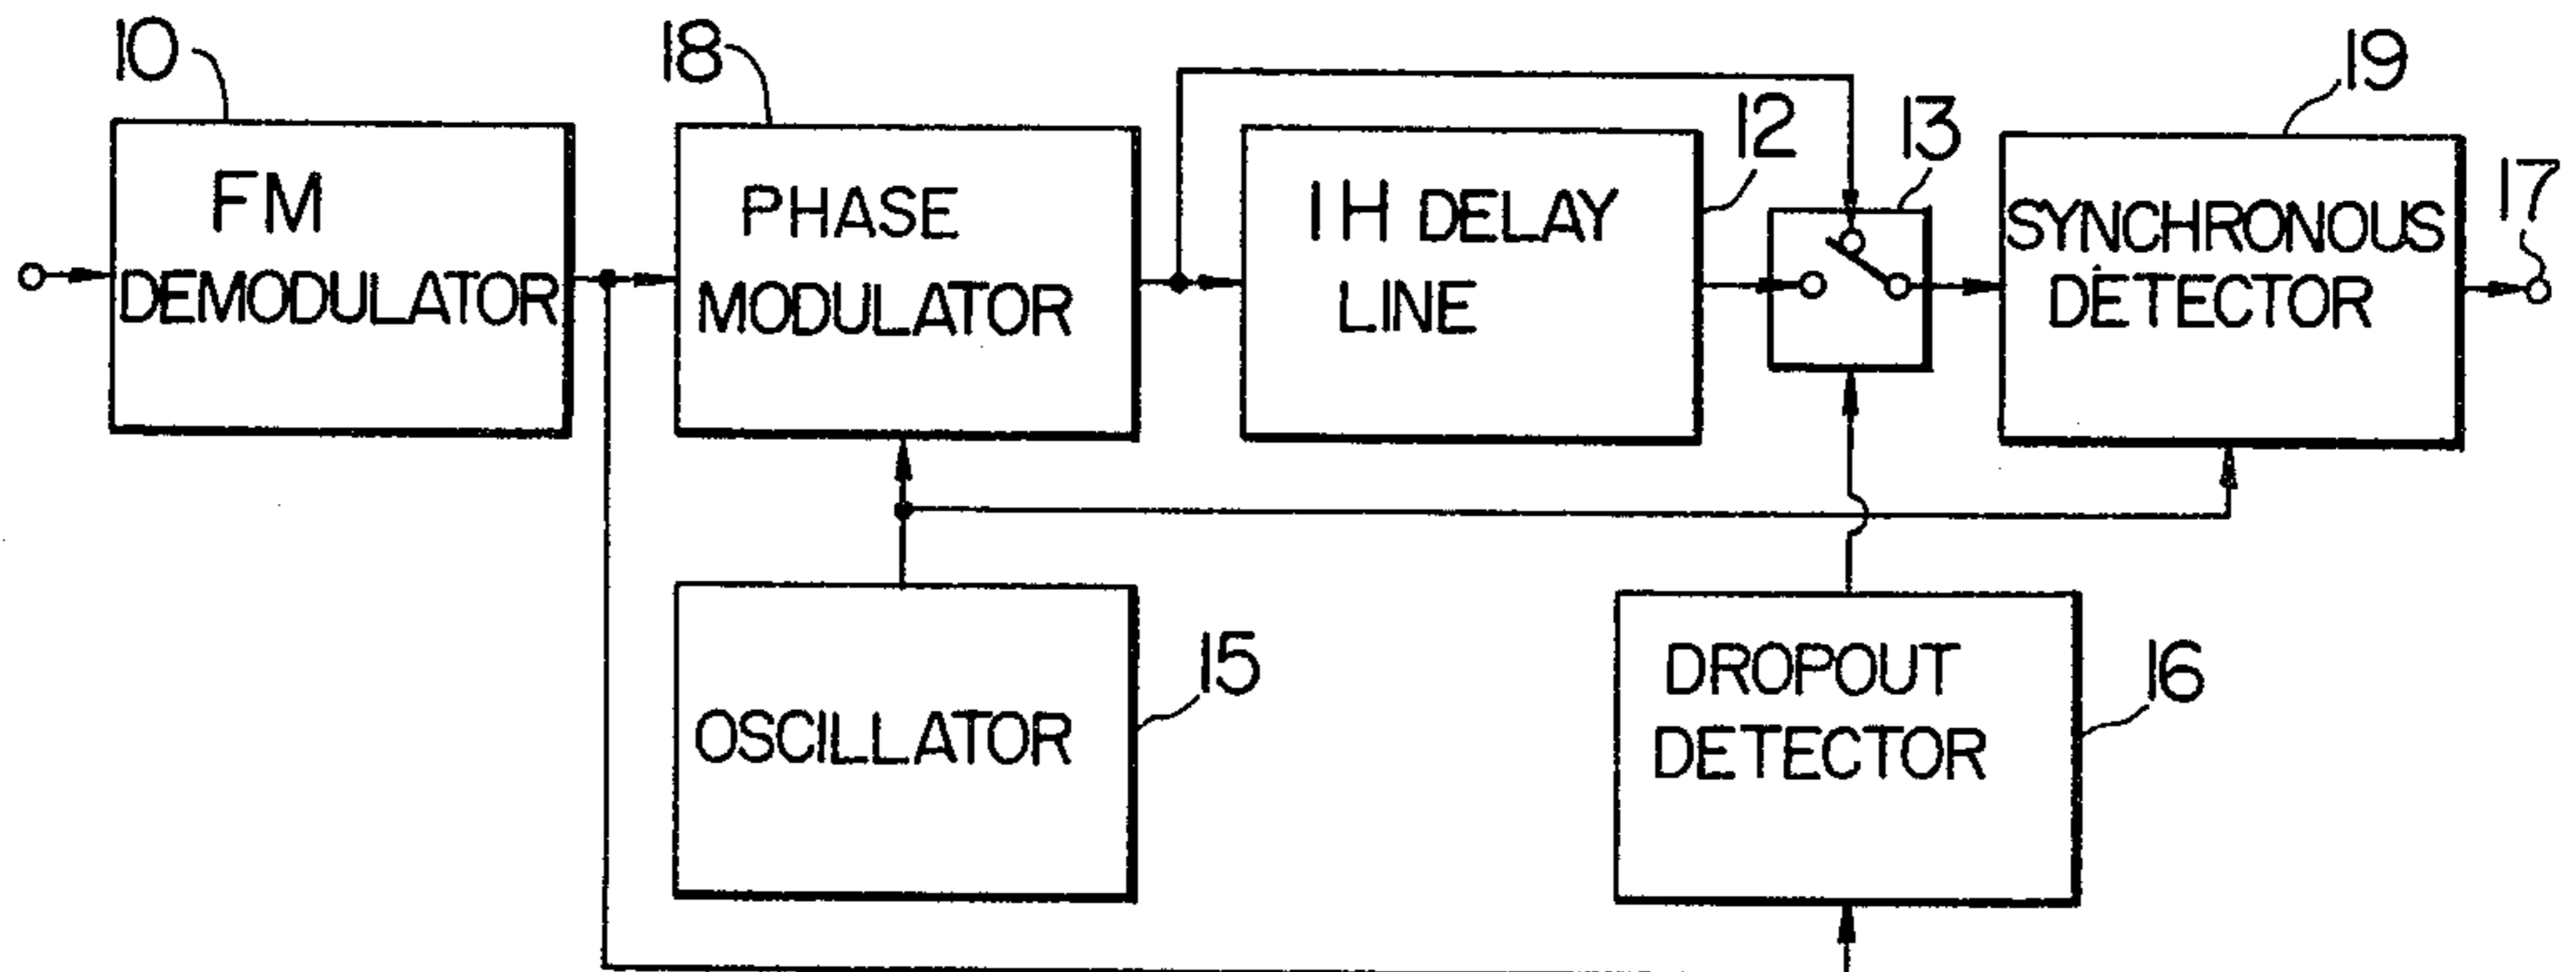 10
18
12
13
19
17
FM
DEMODULATOR
PHASE
MODULATOR
1H DELAY
LINE
SYNCHRONOUS
DETECTOR
OSCILLATOR
15
DROPOUT
DETECTOR
16